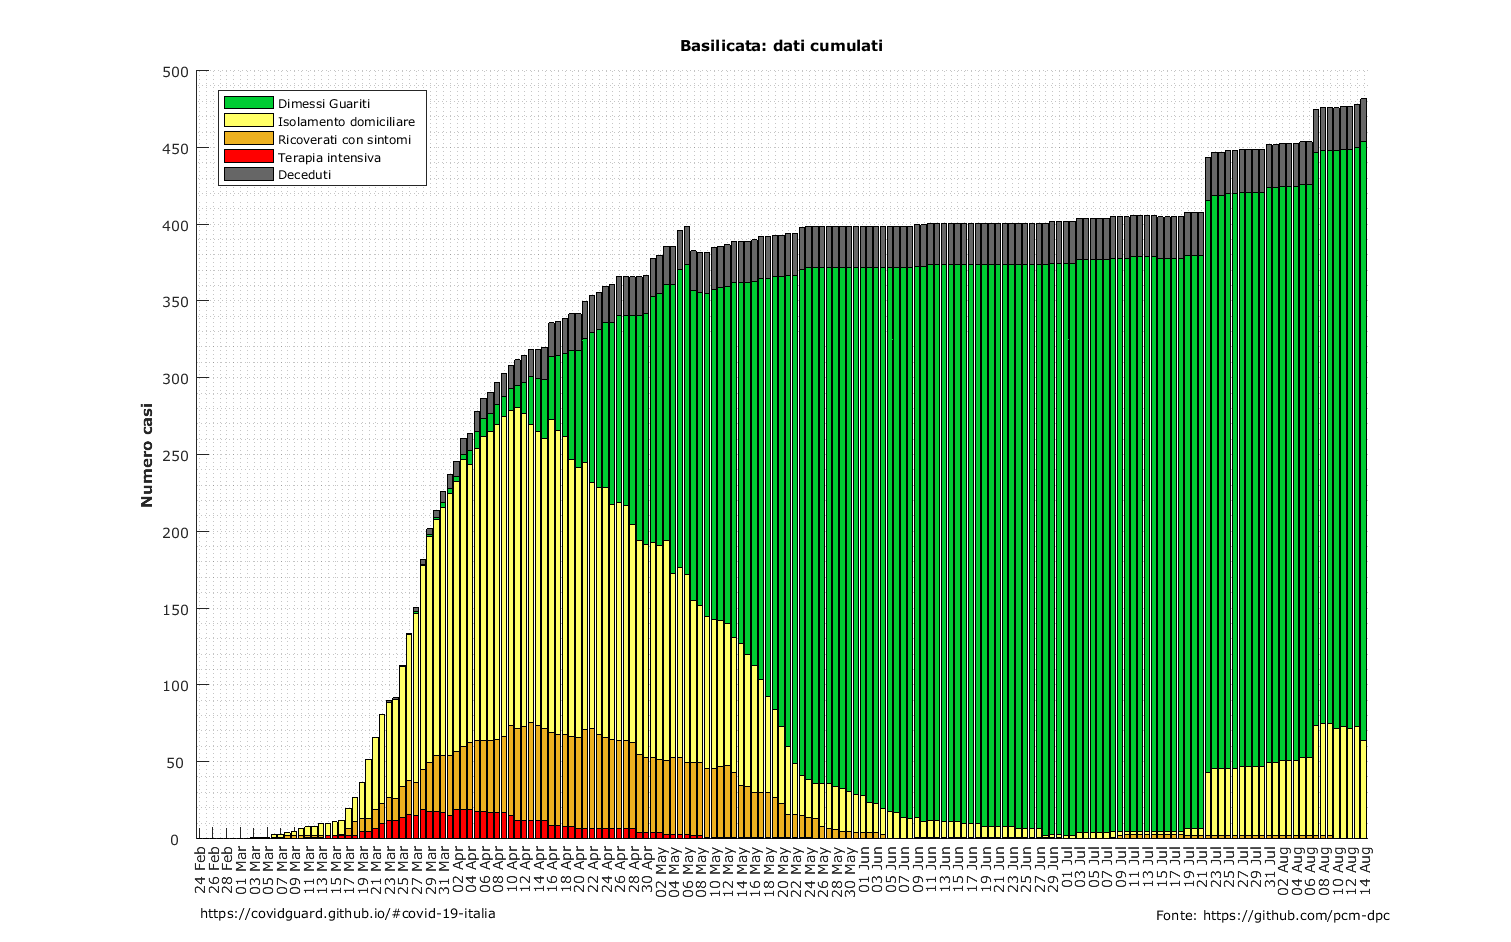 Basilicata: dati cumulati
Dimessi Guariti
Isolamento domiciliare
Ricoverati con sintomi
Terapia intensiva
Deceduti
Numero casi
500
450
400
350
300
250
200
150
100
50
0
24 Feb
26 Feb
28 Feb
01 Mar
03 Mar
05 Mar
07 Mar
09 Mar
11 Mar
13 Mar
15 Mar
17 Mar
19 Mar
21 Mar
23 Mar
25 Mar
27 Mar
29 Mar
31 Mar
02 Apr
04 Apr
06 Apr
08 Apr
10 Apr
12 Apr
14 Apr
16 Apr
18 Apr
20 Apr
22 Apr
24 Apr
26 Apr
28 Apr
30 Apr
02 May
04 May
06 May
08 May
10 May
12 May
14 May
16 May
18 May
20 May
22 May
24 May
26 May
28 May
30 May
01 Jun
03 Jun
05 Jun
07 Jun
09 Jun
11 Jun
13 Jun
15 Jun
17 Jun
19 Jun
21 Jun
23 Jun
25 Jun
27 Jun
29 Jun
01 Jul
03 Jul
05 Jul
07 Jul
09 Jul
11 Jul
13 Jul
15 Jul
17 Jul
19 Jul
21 Jul
23 Jul
25 Jul
27 Jul
29 Jul
31 Jul
02 Aug
04 Aug
06 Aug
08 Aug
10 Aug
12 Aug
14 Aug
https://covidguard.github.io/#covid-19-italia
Fonte: https://github.com/pcm-dpc